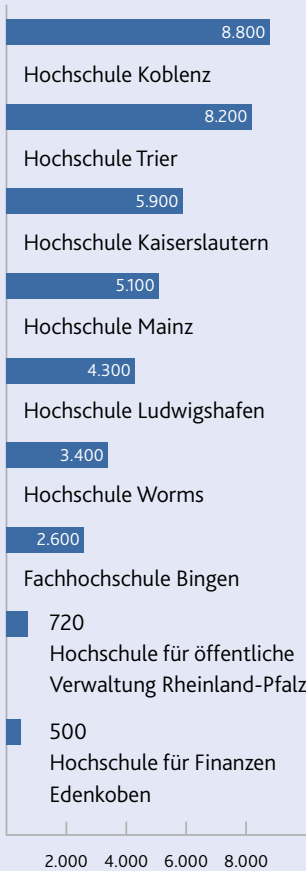 8.800
Hochschule Koblenz
8.200
Hochschule Trier
5.900
Hochschule Kaiserslautern
5.100
Hochschule Mainz
4.300
Hochschule Ludwigshafen
3.400
Hochschule Worms
2.600
Fachhochschule Bingen
720
Hochschule für öffentliche
Verwaltung Rheinland-Pfalz
500
Hochschule für Finanzen
Edenkoben
2.000 4.000 6.000 8.000